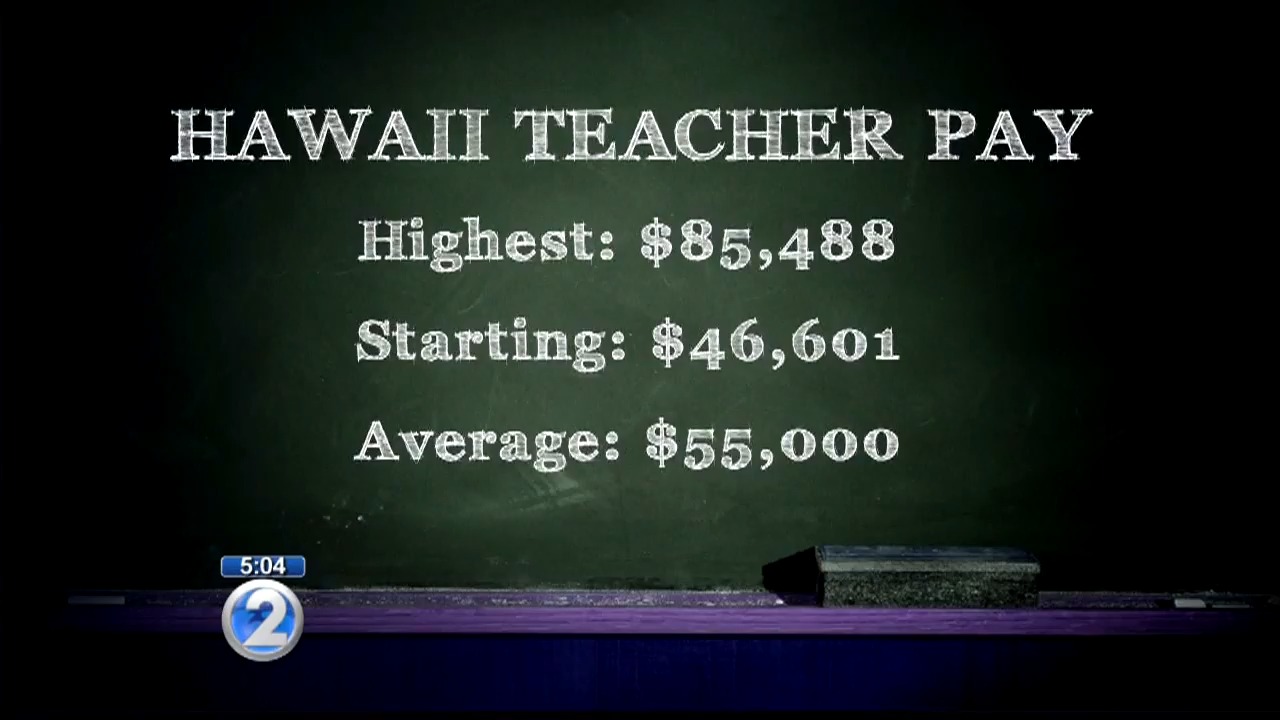 HAWAII TEACHER PAY
Highest: $85,488
Starting: $46,601
Average: $55,000
5:04
2